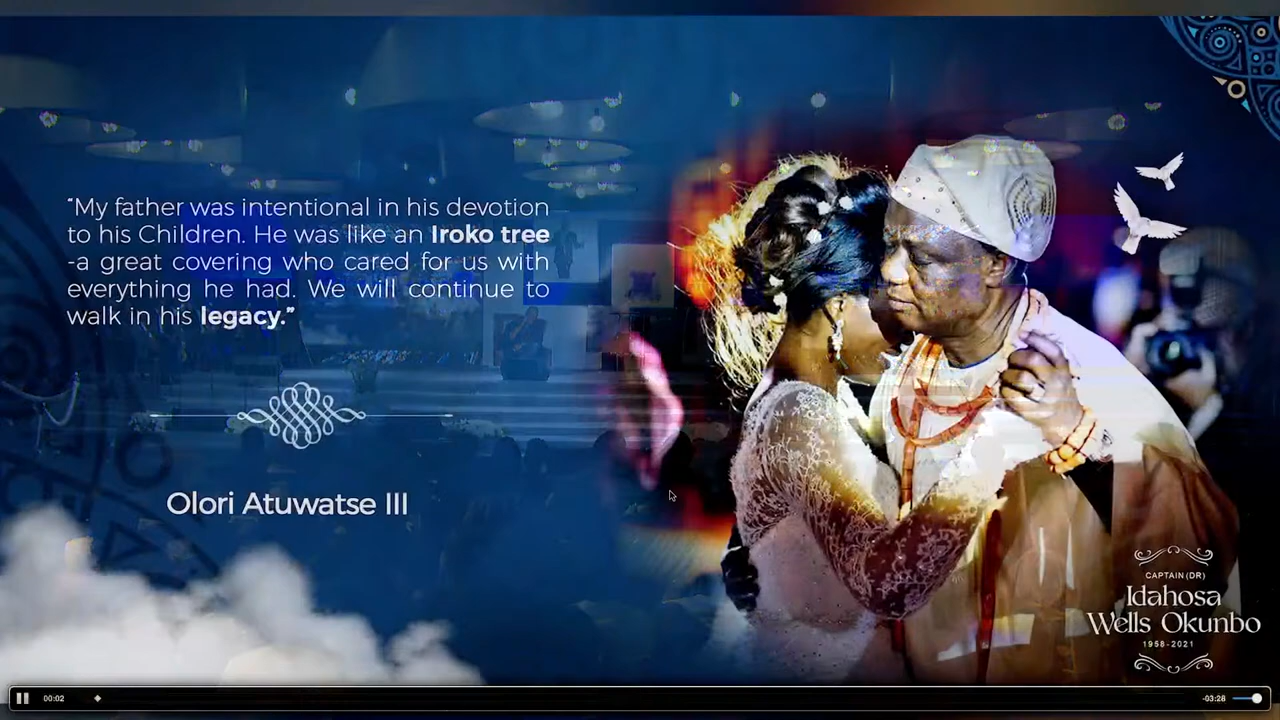 “My father was intentional in his devotion
to his Children. He was like an Iroko tree
-a great covering who cared for us with
everything he had. We will continue to
walk in his legacy.”
Olori Atuwatse III
CAPTAIN (DR)
Idahosa
Wells Okunbo
1958-2021
00:02
-03:28